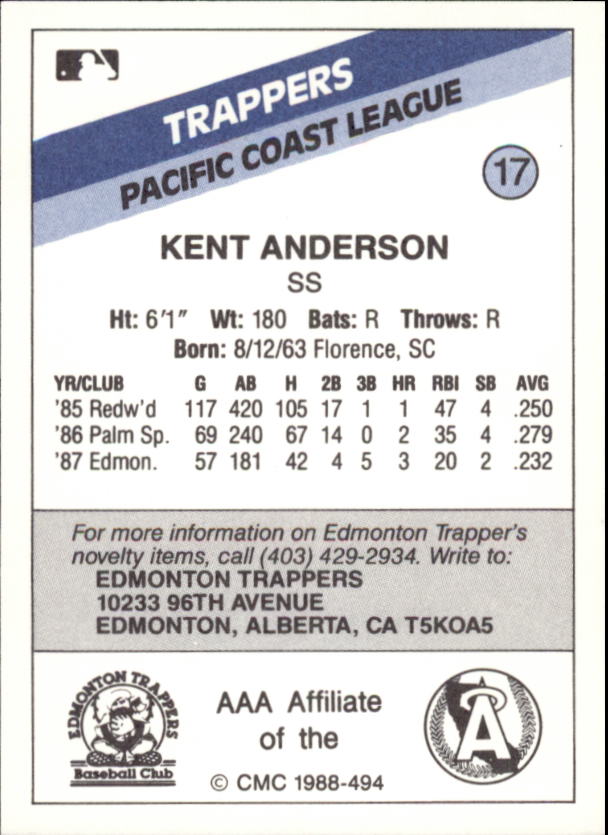 TRAPPERS
PACIFIC COAST LEAGUE
17
KENT ANDERSON
SS
Ht: 6'1" Wt: 180 Bats: R Throws: R
Born: 8/12/63 Florence, SC
YR/CLUB G AB H 2B 3B HR RBI SB AVG
'85 Redw'd 117 420 105 17 1 1 47 4 .250
'86 Palm Sp. 69 240 67 14 0 2 35 4 .279
'87 Edmon. 57 181 42 4 5 3 20 2 .232
For more information on Edmonton Trapper's
novelty items, call (403) 429-2934. Write to:
EDMONTON TRAPPERS
10233 96TH AVENUE
EDMONTON, ALBERTA, CA T5KOA5
EDMONTON TRAPPERS
Baseball Club
AAA Affiliate
of the
© CMC 1988-494
A